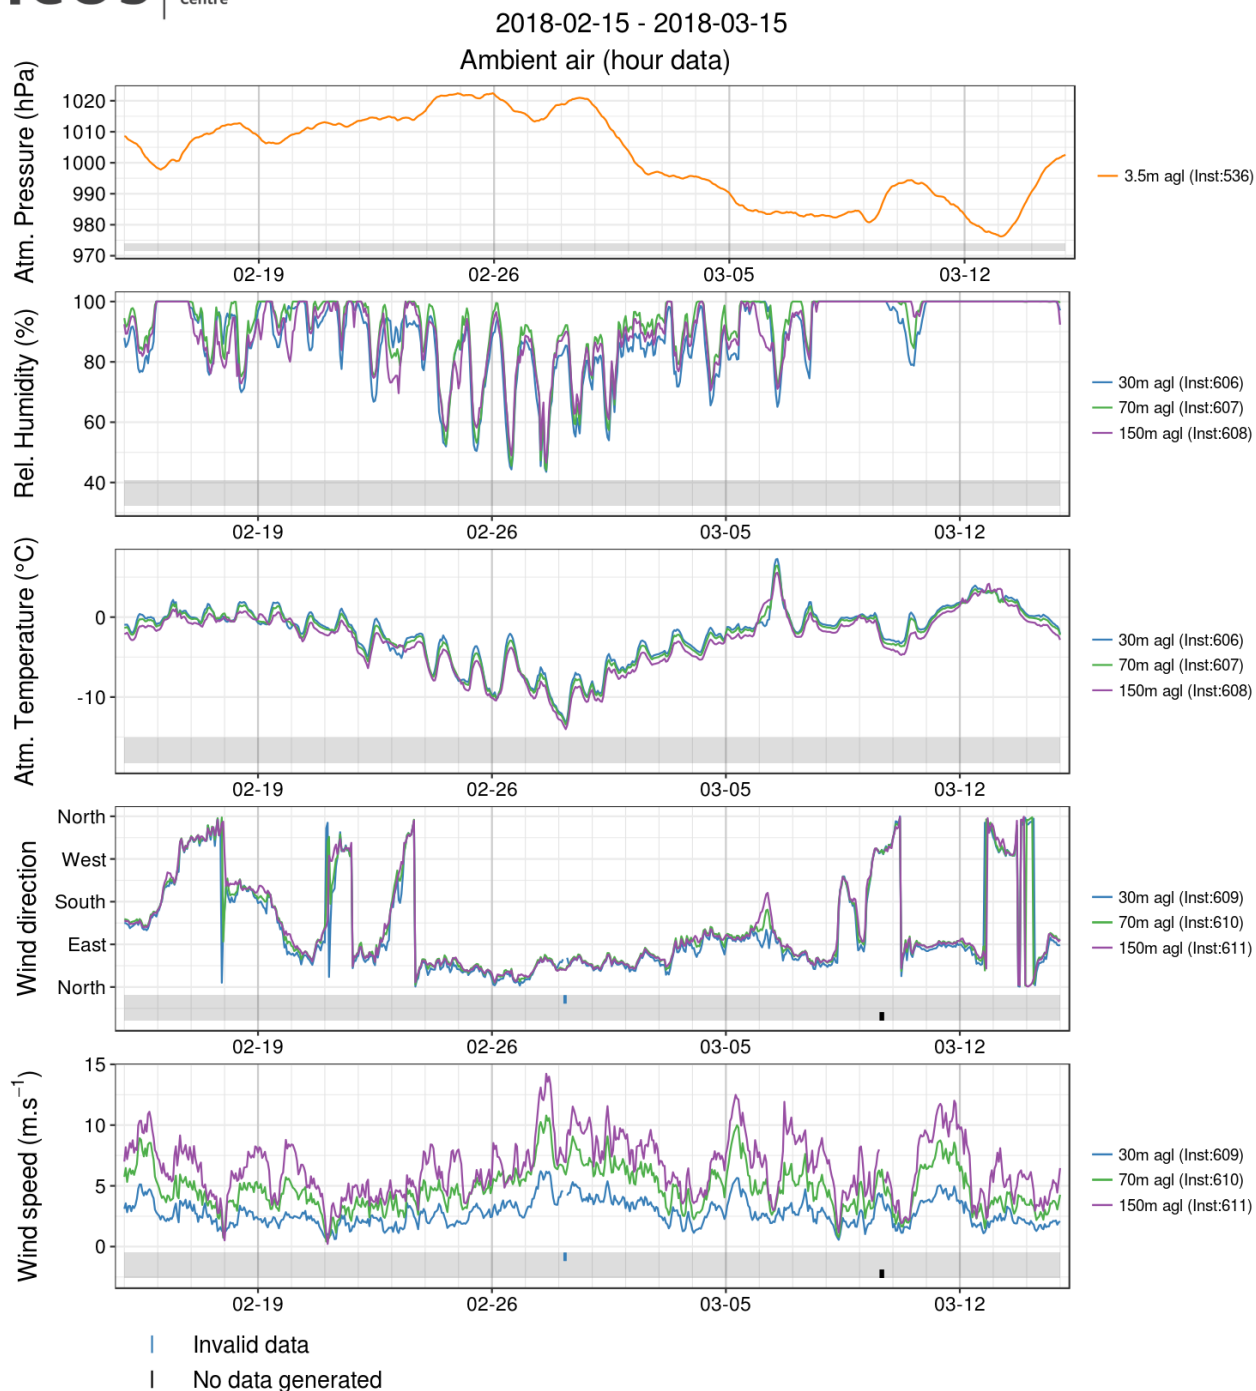 Centre
2018-02-15 - 2018-03-15
Ambient air (hour data)
Atm. Pressure (hPa)
1020
1010
1000
990
980
970
02-19
02-26
03-05
03-12
3.5m agl (Inst:536)
Rel. Humidity (%)
100
80
60
40
02-19
02-26
03-05
03-12
30m agl (Inst:606)
70m agl (Inst:607)
150m agl (Inst:608)
Atm. Temperature (°C)
0
-10
02-19
02-26
03-05
03-12
30m agl (Inst:606)
70m agl (Inst:607)
150m agl (Inst:608)
Wind direction
North
West
South
East
North
02-19
02-26
03-05
03-12
30m agl (Inst:609)
70m agl (Inst:610)
150m agl (Inst:611)
Wind speed (m.s⁻¹)
15
10
5
0
02-19
02-26
03-05
03-12
30m agl (Inst:609)
70m agl (Inst:610)
150m agl (Inst:611)
Invalid data
No data generated